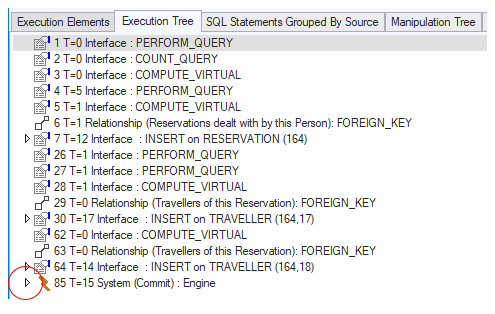 Execution Elements Execution Tree SQL Statements Grouped By Source Manipulation Tree
1 T=0 Interface : PERFORM_QUERY
2 T=0 Interface : COUNT_QUERY
3 T=0 Interface : COMPUTE_VIRTUAL
4 T=5 Interface : PERFORM_QUERY
5 T=1 Interface : COMPUTE_VIRTUAL
6 T=1 Relationship (Reservations dealt with by this Person): FOREIGN_KEY
7 T=12 Interface : INSERT on RESERVATION (164)
26 T=1 Interface : PERFORM_QUERY
27 T=1 Interface : PERFORM_QUERY
28 T=1 Interface : COMPUTE_VIRTUAL
29 T=0 Relationship (Travellers of this Reservation): FOREIGN_KEY
30 T=17 Interface : INSERT on TRAVELLER (164,17)
62 T=0 Interface : COMPUTE_VIRTUAL
63 T=0 Relationship (Travellers of this Reservation): FOREIGN_KEY
64 T=14 Interface : INSERT on TRAVELLER (164,18)
85 T=15 System (Commit) : Engine